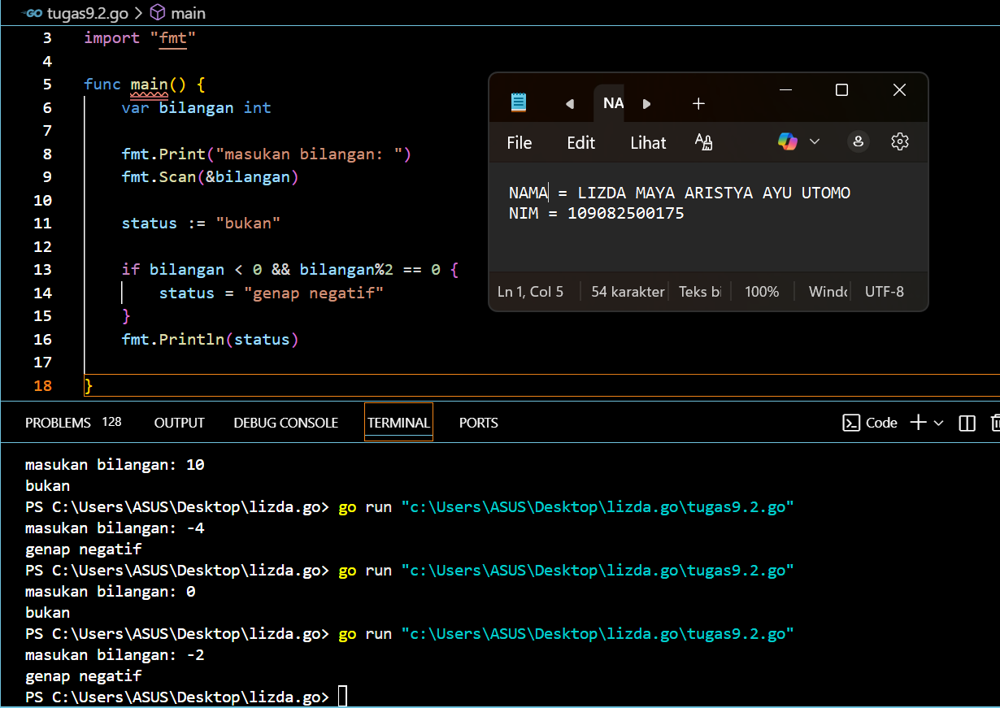 GO tugas9.2.go > main
3 import "fmt"
4
5 func main() {
6 var bilangan int
7
8 fmt.Print("masukan bilangan: ")
9 fmt.Scan(&bilangan)
10
11 status := "bukan"
12
13 if bilangan < 0 && bilangan%2 == 0 {
14 status = "genap negatif"
15 }
16 fmt.Println(status)
17
18 }
NA
File Edit Lihat
NAMA = LIZDA MAYA ARISTYA AYU UTOMO
NIM = 109082500175
Ln 1, Col 5 54 karakter Teks bi 100% Windo UTF-8
PROBLEMS 128 OUTPUT DEBUG CONSOLE TERMINAL PORTS Code
masukan bilangan: 10
bukan
PS C:\Users\ASUS\Desktop\lizda.go> go run "c:\Users\ASUS\Desktop\lizda.go\tugas9.2.go"
masukan bilangan: -4
genap negatif
PS C:\Users\ASUS\Desktop\lizda.go> go run "c:\Users\ASUS\Desktop\lizda.go\tugas9.2.go"
masukan bilangan: 0
bukan
PS C:\Users\ASUS\Desktop\lizda.go> go run "c:\Users\ASUS\Desktop\lizda.go\tugas9.2.go"
masukan bilangan: -2
genap negatif
PS C:\Users\ASUS\Desktop\lizda.go>